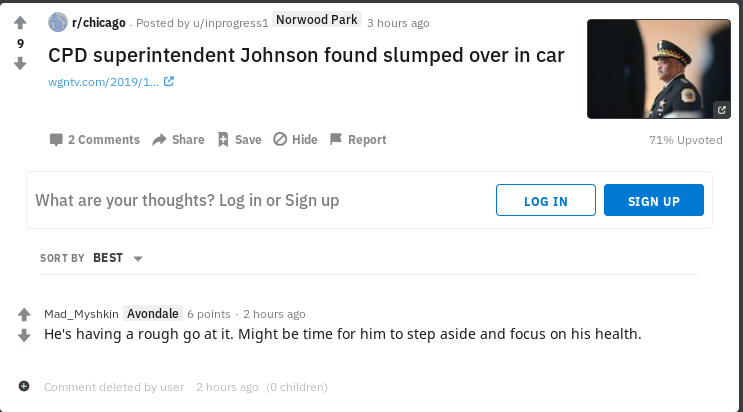 r/chicago · Posted by u/inprogress1 Norwood Park 3 hours ago
9
CPD superintendent Johnson found slumped over in car
wgntv.com/2019/1...
2 Comments Share Save Hide Report 71% Upvoted
What are your thoughts? Log in or Sign up LOG IN SIGN UP
SORT BY BEST
Mad_Myshkin Avondale 6 points · 2 hours ago
He's having a rough go at it. Might be time for him to step aside and focus on his health.
Comment deleted by user 2 hours ago (0 children)